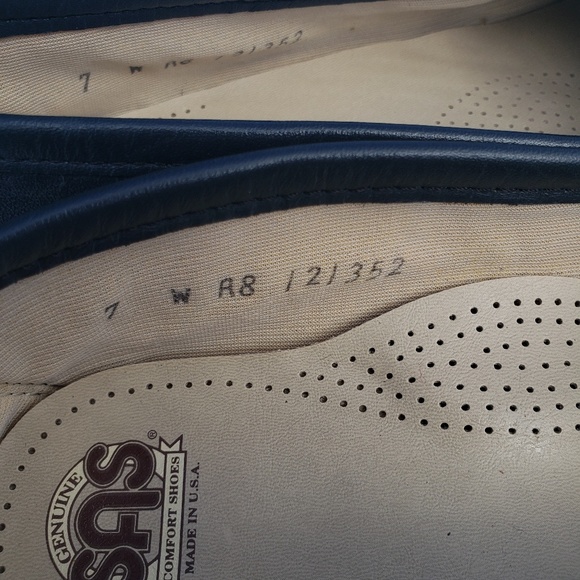 7 W A8 121352
7 W A8 121352
GENUINE
SAS®
COMFORT SHOES
MADE IN U.S.A.